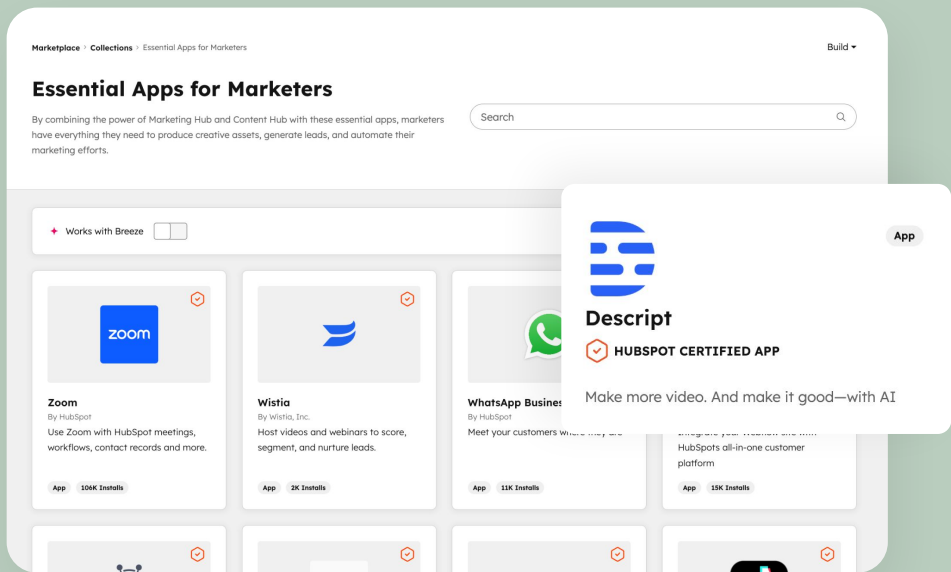 Marketplace › Collections › Essential Apps for Marketers
Build
Essential Apps for Marketers
By combining the power of Marketing Hub and Content Hub with these essential apps, marketers
have everything they need to produce creative assets, generate leads, and automate their
marketing efforts.
Search
Works with Breeze
App
Descript
HUBSPOT CERTIFIED APP
Make more video. And make it good—with AI
zoom
Zoom
By HubSpot
Use Zoom with HubSpot meetings,
workflows, contact records and more.
App 106K Installs
Wistia
By Wistia, Inc.
Host videos and webinars to score,
segment, and nurture leads.
App 2K Installs
WhatsApp Busines
By HubSpot
Meet your customers where they are
App 11K Installs
HubSpots all-in-one customer
platform
App 15K Installs